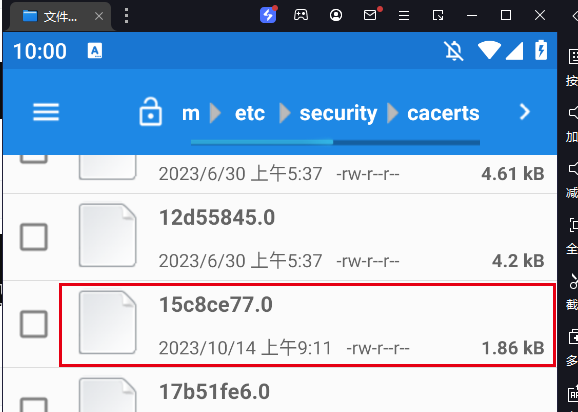 文件...
10:00
A
m etc security cacerts
2023/6/30 上午5:37 -rw-r--r-- 4.61 kB
12d55845.0
2023/6/30 上午5:37 -rw-r--r-- 4.2 kB
15c8ce77.0
2023/10/14 上午9:11 -rw-r--r-- 1.86 kB
17b51fe6.0
按
加
减
全
截
多